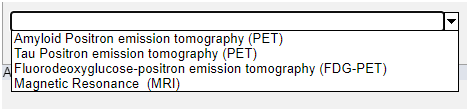 Amyloid Positron emission tomography (PET)
Tau Positron emission tomography (PET)
Fluorodeoxyglucose-positron emission tomography (FDG-PET)
Magnetic Resonance  (MRI)